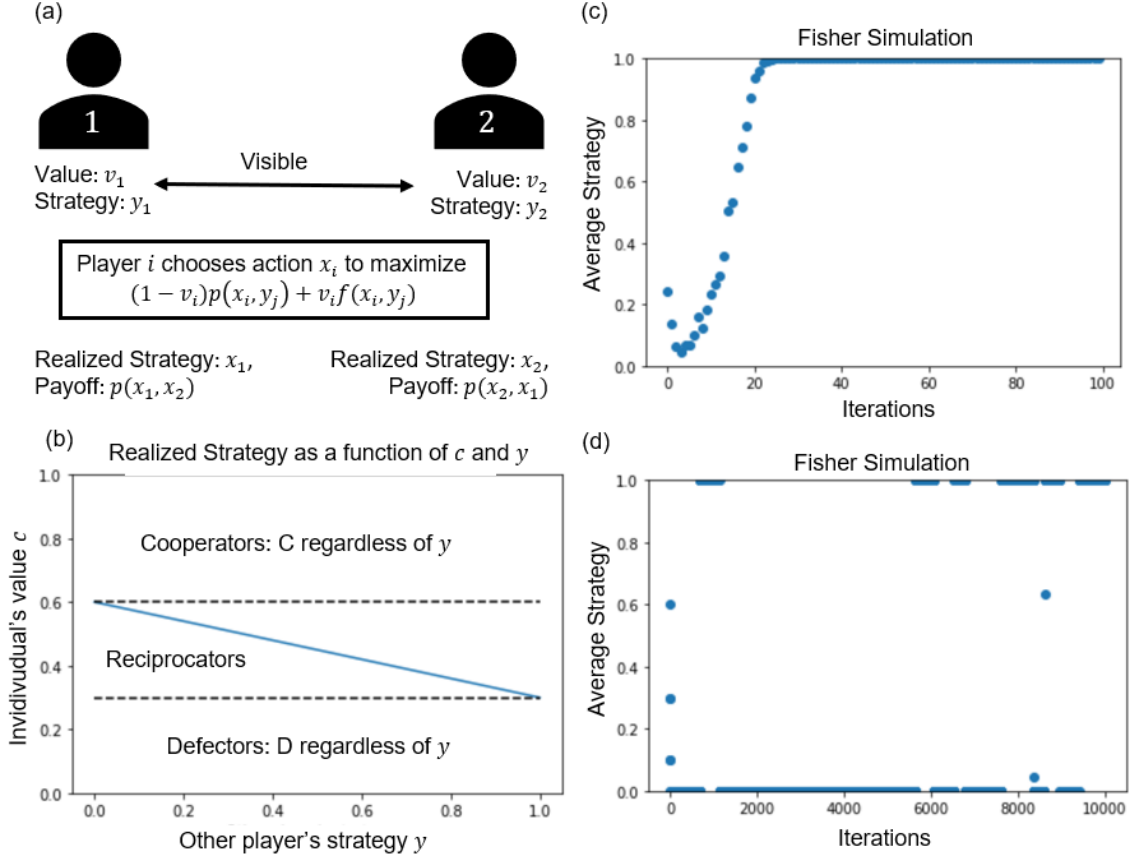 (a)
1
2
Visible
Value: v₁
Strategy: y₁
Value: v₂
Strategy: y₂
Player i chooses action xᵢ to maximize
(1 − vᵢ)p(xᵢ, yⱼ) + vᵢf(xᵢ, yⱼ)
Realized Strategy: x₁,
Payoff: p(x₁, x₂)
Realized Strategy: x₂,
Payoff: p(x₂, x₁)
(b)
Realized Strategy as a function of c and y
Invidivudual's value c
1.0
0.8
0.6
0.4
0.2
0.0
Cooperators: C regardless of y
Reciprocators
Defectors: D regardless of y
0.0 0.2 0.4 0.6 0.8 1.0
Other player's strategy y
(c)
Fisher Simulation
Average Strategy
1.0
0.8
0.6
0.4
0.2
0.0
0 20 40 60 80 100
Iterations
(d)
Fisher Simulation
Average Strategy
1.0
0.8
0.6
0.4
0.2
0.0
0 2000 4000 6000 8000 10000
Iterations